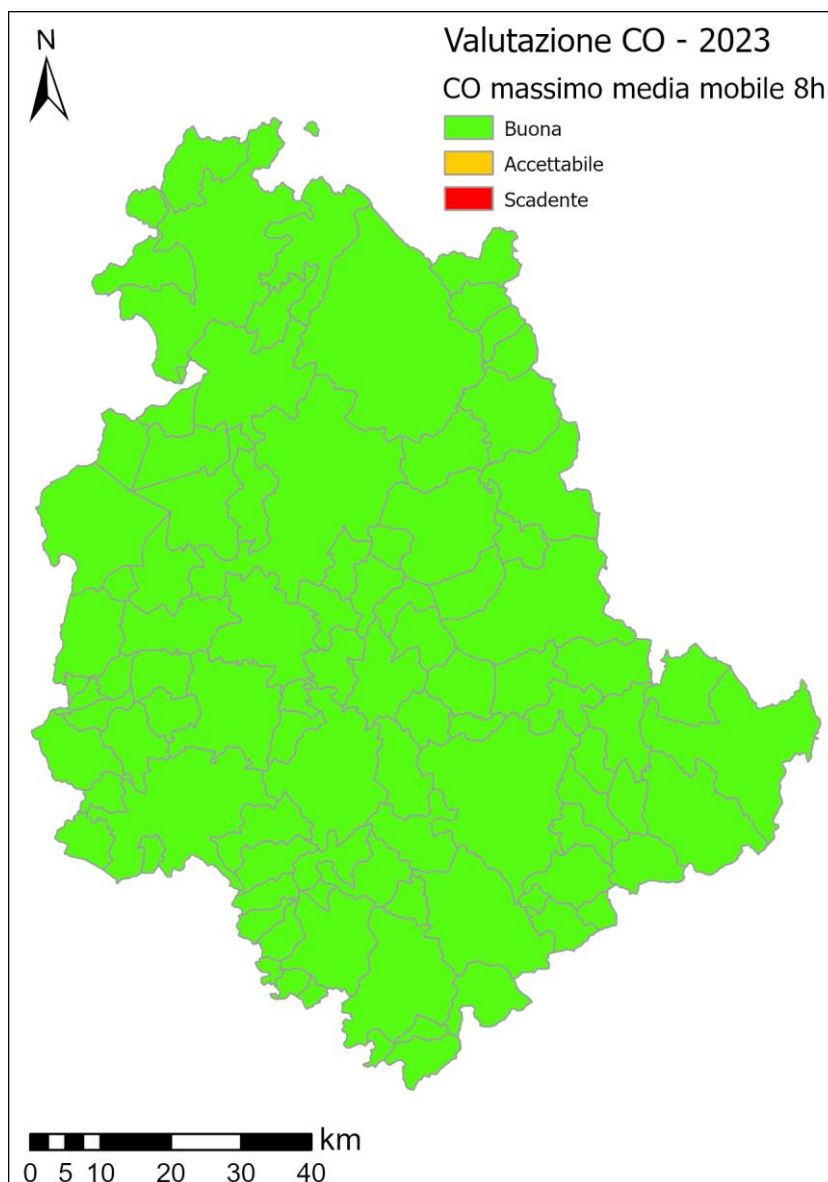 N
Valutazione CO - 2023
CO massimo media mobile 8h
Buona
Accettabile
Scadente
km
0 5 10 20 30 40